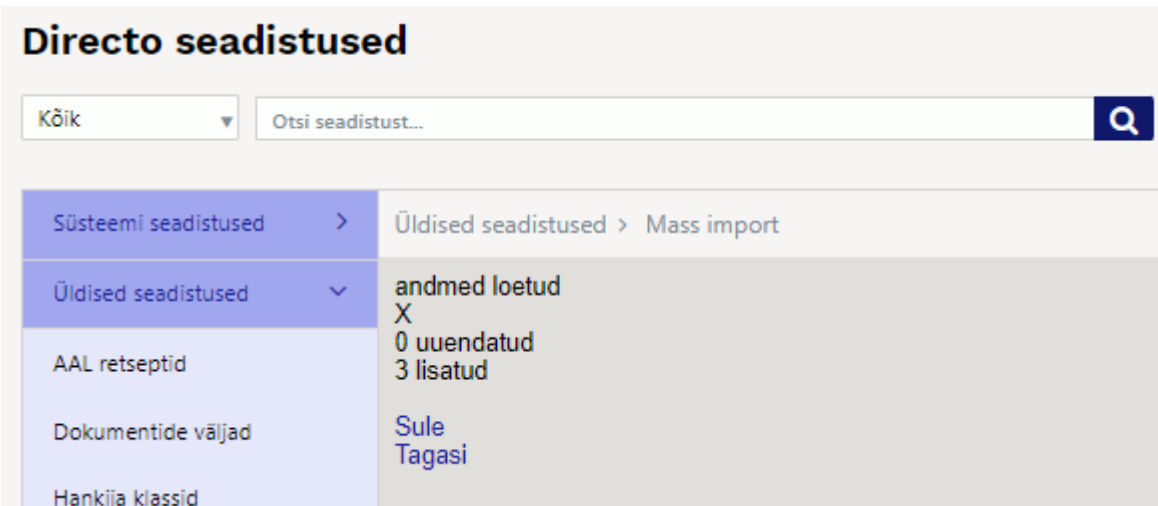 Directo seadistused
Kõik
Otsi seadistust...
Süsteemi seadistused
Üldised seadistused > Mass import
Üldised seadistused
andmed loetud
X
0 uuendatud
3 lisatud
AAL retseptid
Dokumentide väljad
Sule
Tagasi
Hankija klassid